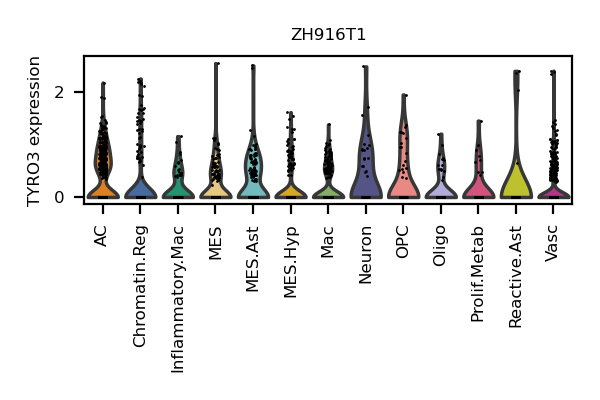 ZH916T1
TYRO3 expression
2
0
AC
Chromatin.Reg
Inflammatory.Mac
MES
MES.Ast
MES.Hyp
Mac
Neuron
OPC
Oligo
Prolif.Metab
Reactive.Ast
Vasc